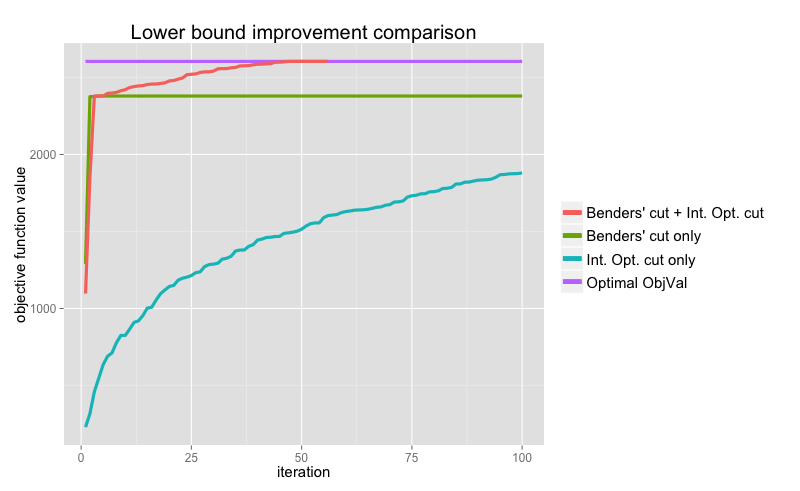 Lower bound improvement comparison
objective function value
2000
1000
0
25
50
75
100
iteration
Benders' cut + Int. Opt. cut
Benders' cut only
Int. Opt. cut only
Optimal ObjVal